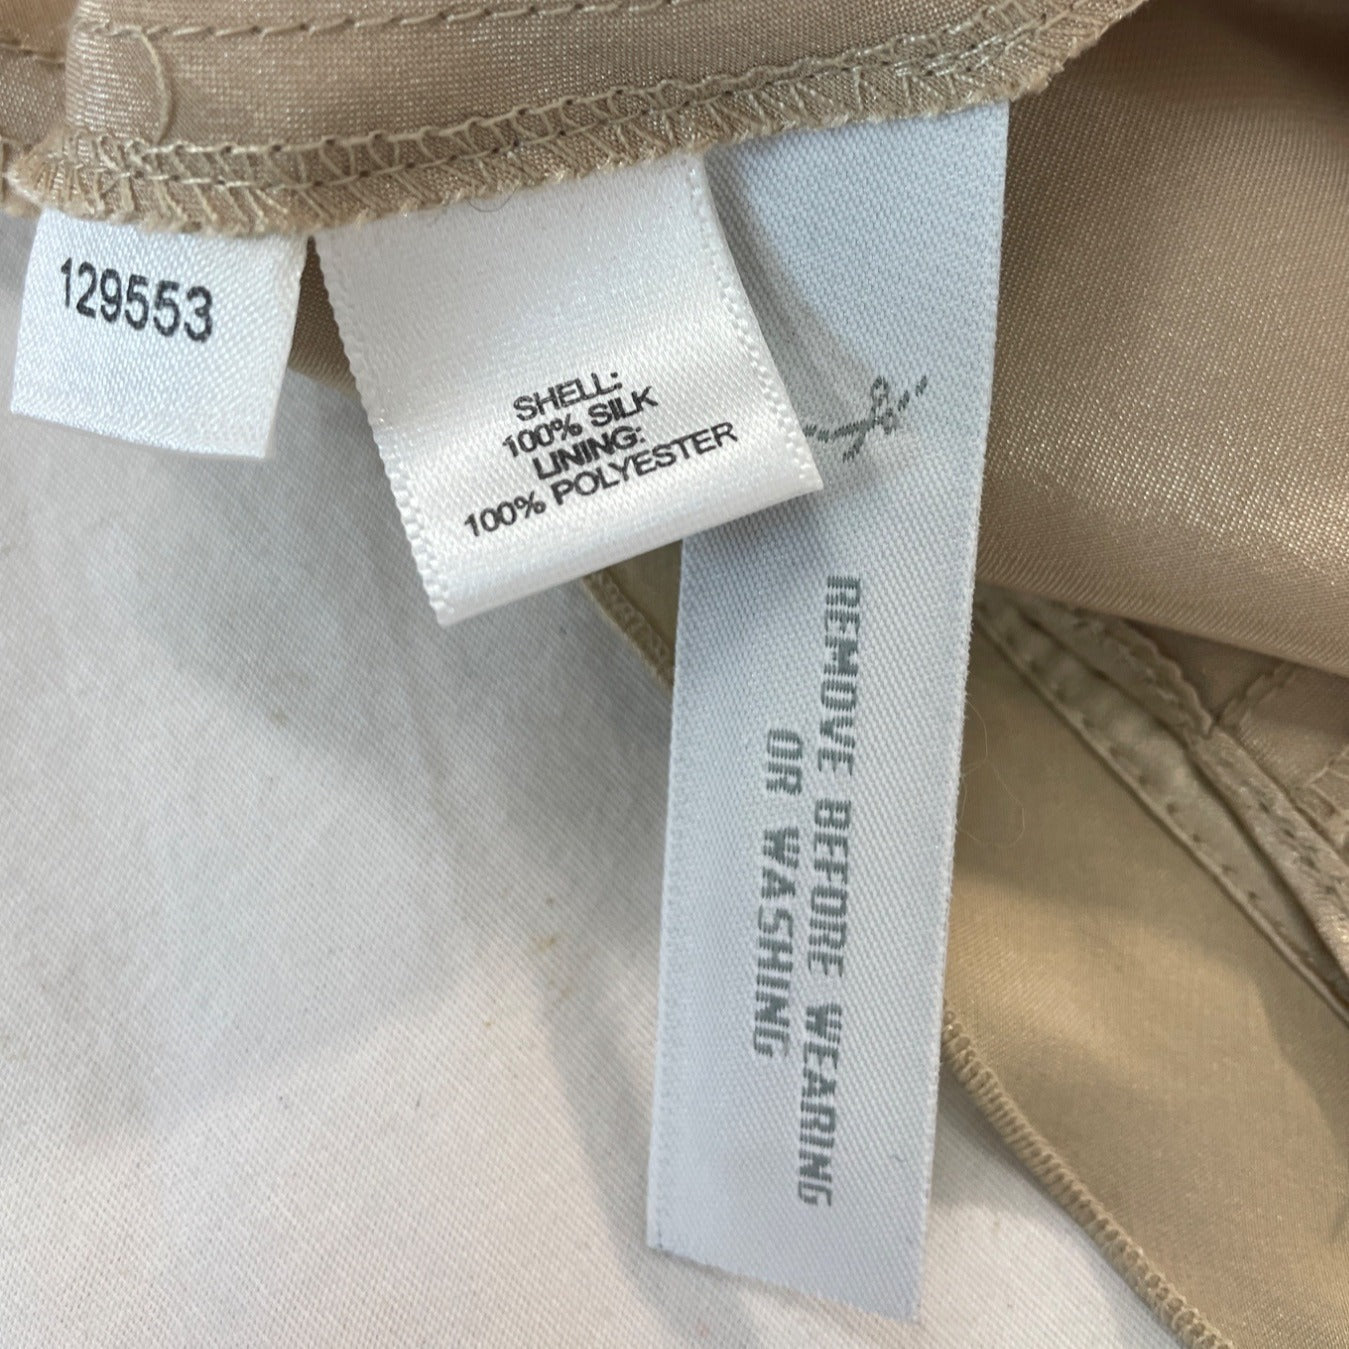 129553
SHELL:
100% SILK
LINING:
100% POLYESTER
REMOVE BEFORE WEARING
OR WASHING